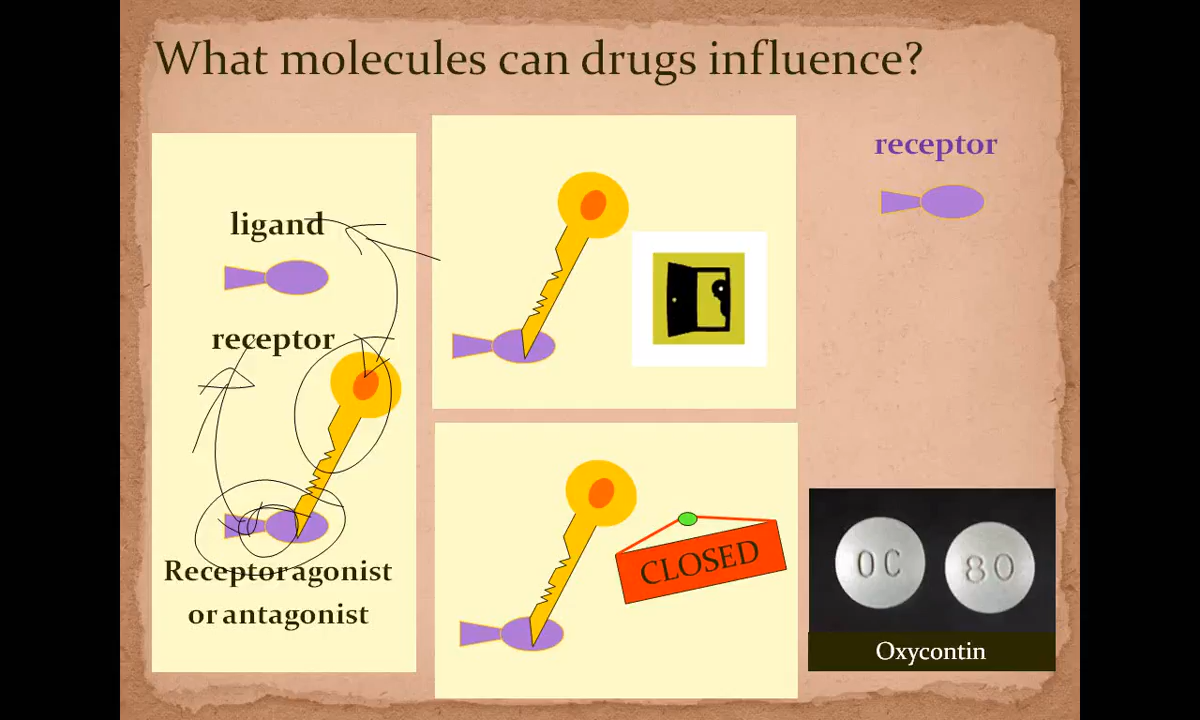 What molecules can drugs influence?
ligand
receptor
Receptor agonist
or antagonist
CLOSED
receptor
OC
80
Oxycontin